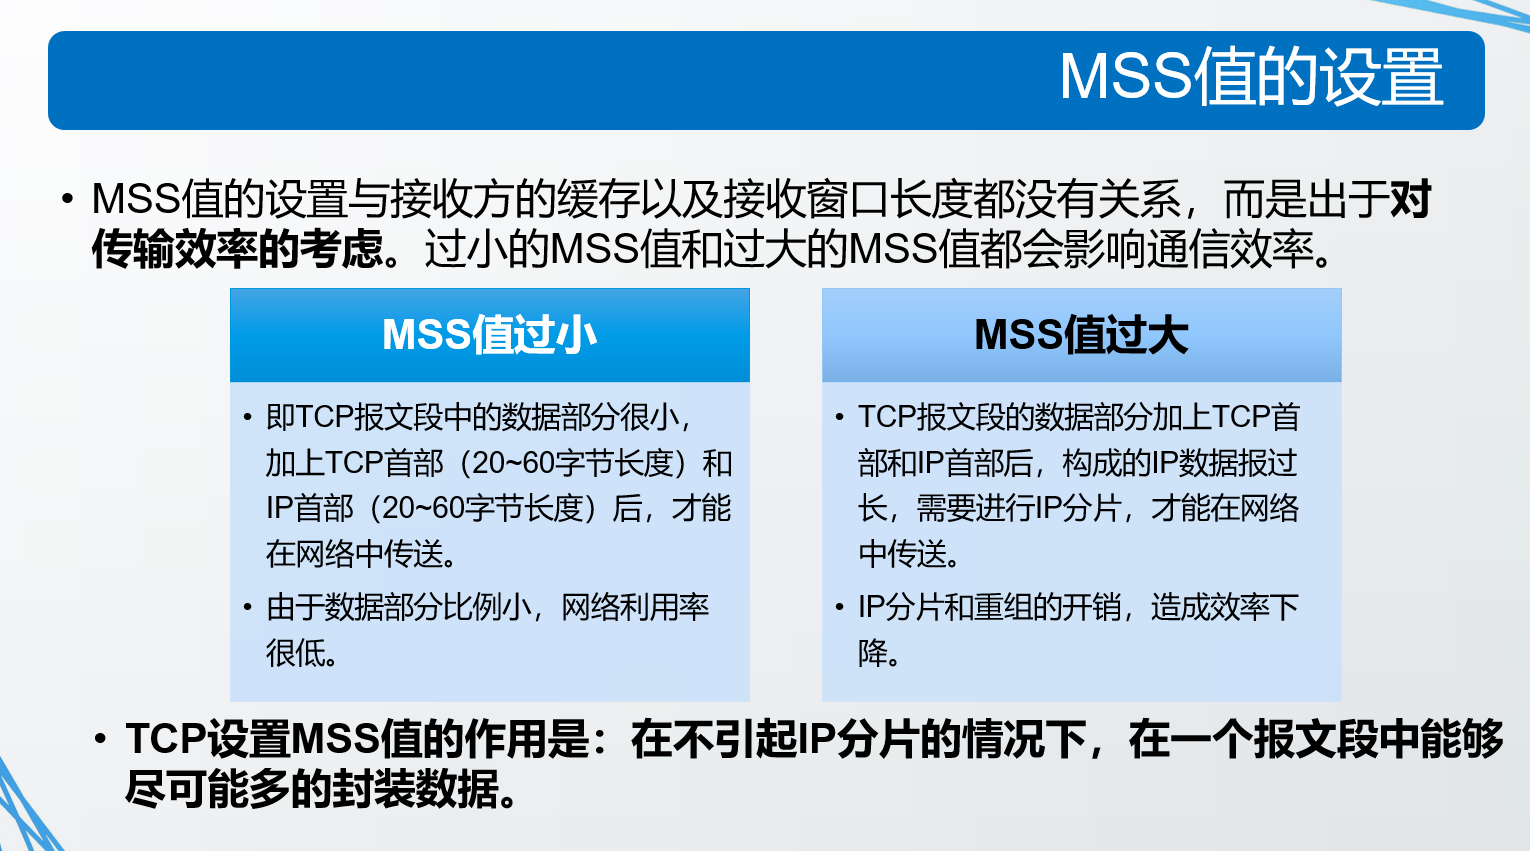 MSS值的设置
• MSS值的设置与接收方的缓存以及接收窗口长度都没有关系，而是出于对
传输效率的考虑。过小的MSS值和过大的MSS值都会影响通信效率。
MSS值过小
• 即TCP报文段中的数据部分很小，
加上TCP首部（20~60字节长度）和
IP首部（20~60字节长度）后，才能
在网络中传送。
• 由于数据部分比例小，网络利用率
很低。
MSS值过大
• TCP报文段的数据部分加上TCP首
部和IP首部后，构成的IP数据报过
长，需要进行IP分片，才能在网络
中传送。
• IP分片和重组的开销，造成效率下
降。
• TCP设置MSS值的作用是：在不引起IP分片的情况下，在一个报文段中能够
尽可能多的封装数据。